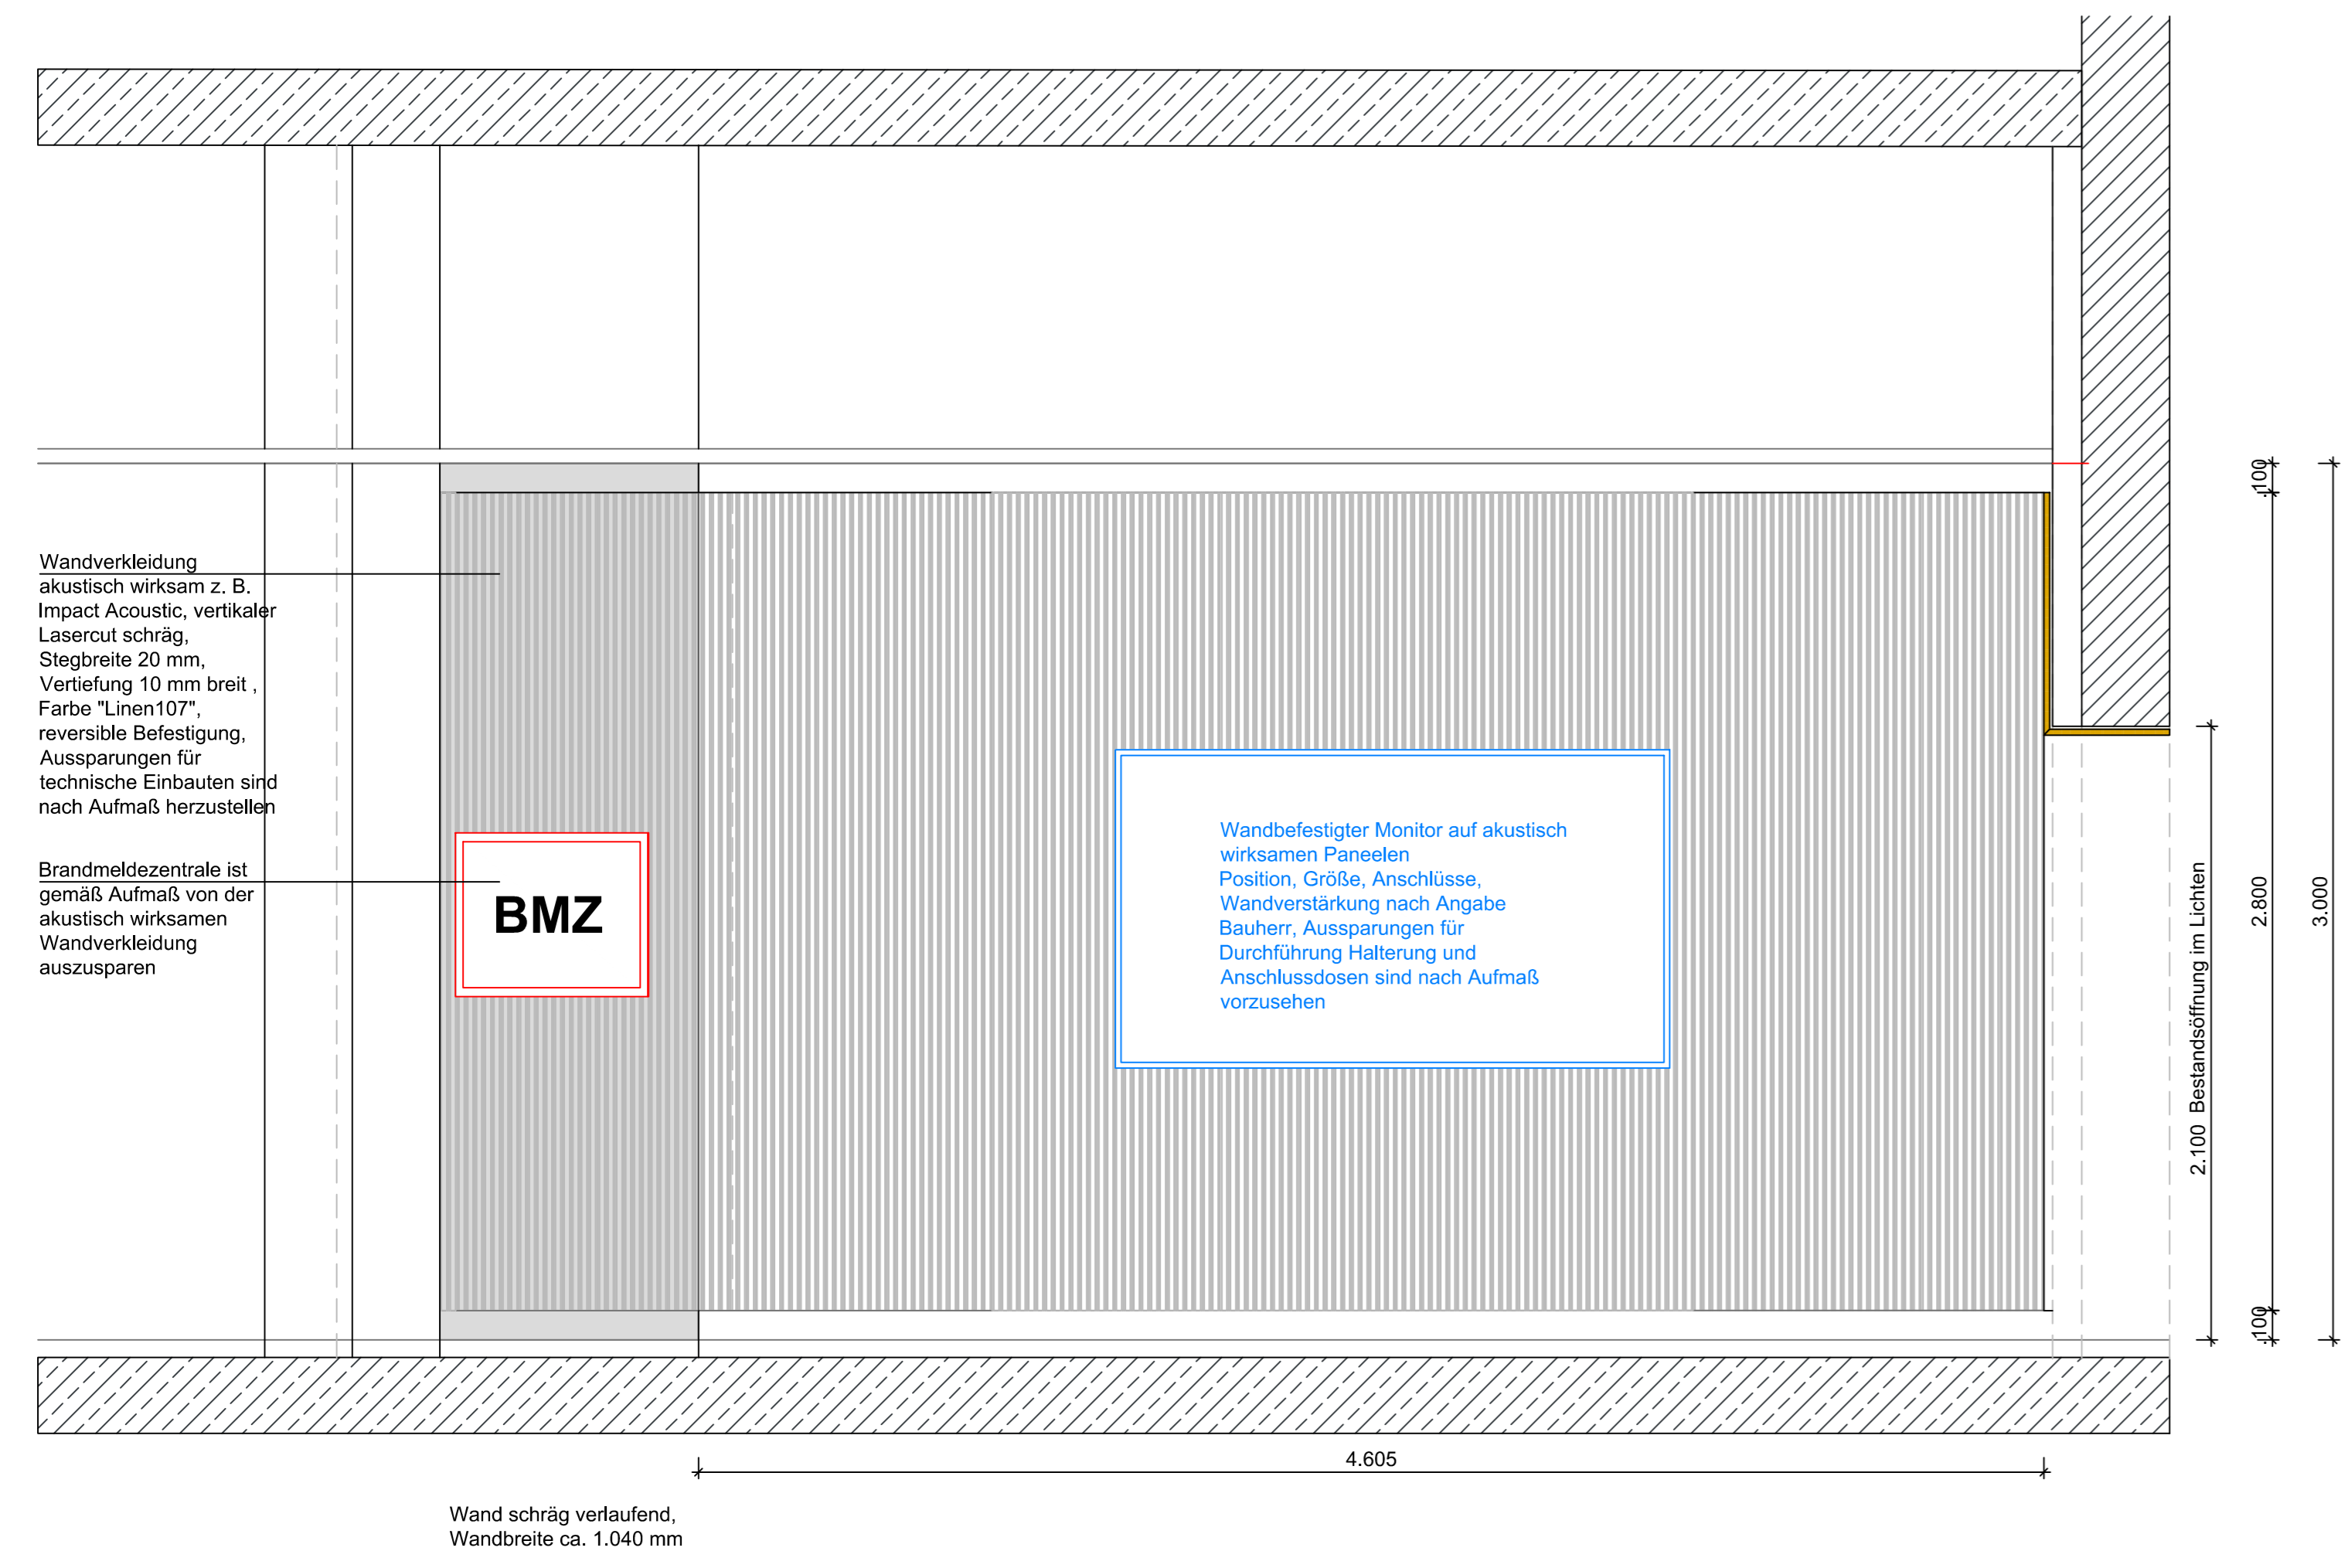 Wandverkleidung
akustisch wirksam z. B.
Impact Acoustic, vertikaler
Lasercut schräg,
Stegbreite 20 mm,
Vertiefung 10 mm breit ,
Farbe "Linen107",
reversible Befestigung,
Aussparungen für
technische Einbauten sind
nach Aufmaß herzustellen
Brandmeldezentrale ist
gemäß Aufmaß von der
akustisch wirksamen
Wandverkleidung
auszusparen
BMZ
Wandbefestigter Monitor auf akustisch
wirksamen Paneelen
Position, Größe, Anschlüsse,
Wandverstärkung nach Angabe
Bauherr, Aussparungen für
Durchführung Halterung und
Anschlussdosen sind nach Aufmaß
vorzusehen
2.100 Bestandsöffnung im Lichten
.100
2.800
.100
3.000
4.605
Wand schräg verlaufend,
Wandbreite ca. 1.040 mm